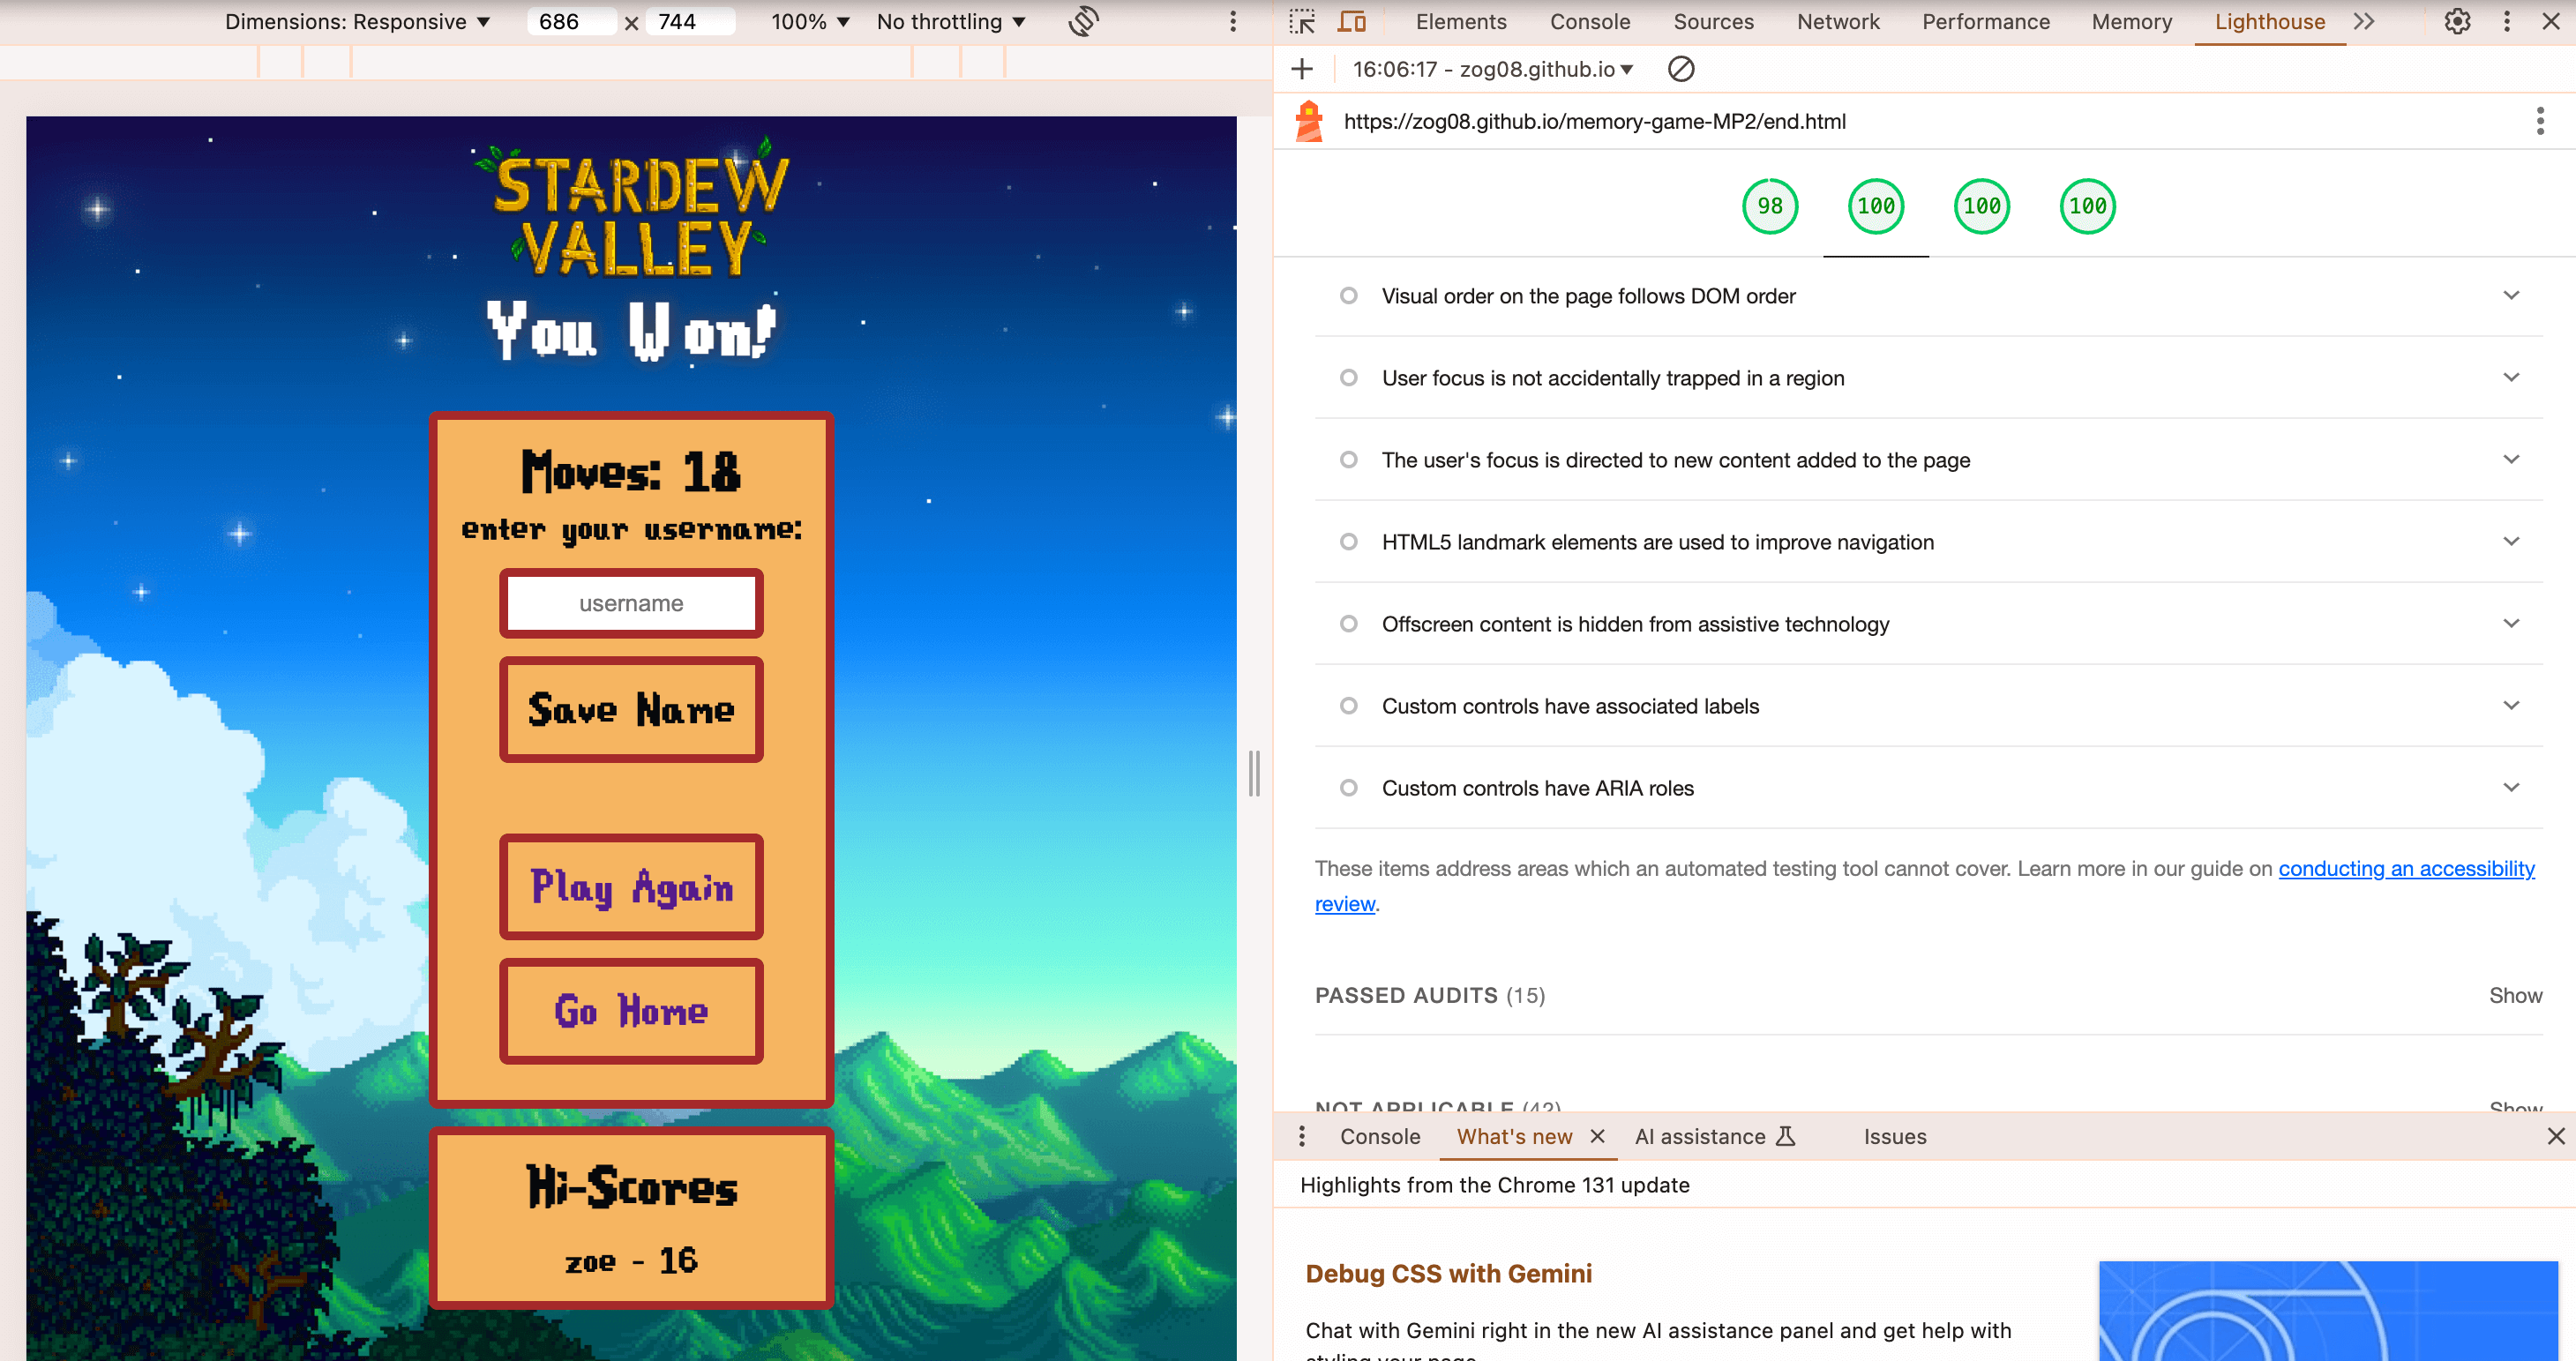 Dimensions: Responsive ▼ 686 × 744 100% ▼ No throttling ▼
Elements Console Sources Network Performance Memory Lighthouse
16:06:17 - zog08.github.io ▼
https://zog08.github.io/memory-game-MP2/end.html
98 100 100 100
STARDEW
VALLEY
You Won!
Moves: 18
enter your username:
username
Save Name
Play Again
Go Home
Hi-Scores
zoe - 16
Visual order on the page follows DOM order
User focus is not accidentally trapped in a region
The user's focus is directed to new content added to the page
HTML5 landmark elements are used to improve navigation
Offscreen content is hidden from assistive technology
Custom controls have associated labels
Custom controls have ARIA roles
These items address areas which an automated testing tool cannot cover. Learn more in our guide on conducting an accessibility
review.
PASSED AUDITS (15) Show
NOT APPLICABLE (42) Show
Console What's new AI assistance Issues
Highlights from the Chrome 131 update
Debug CSS with Gemini
Chat with Gemini right in the new AI assistance panel and get help with
styling your page